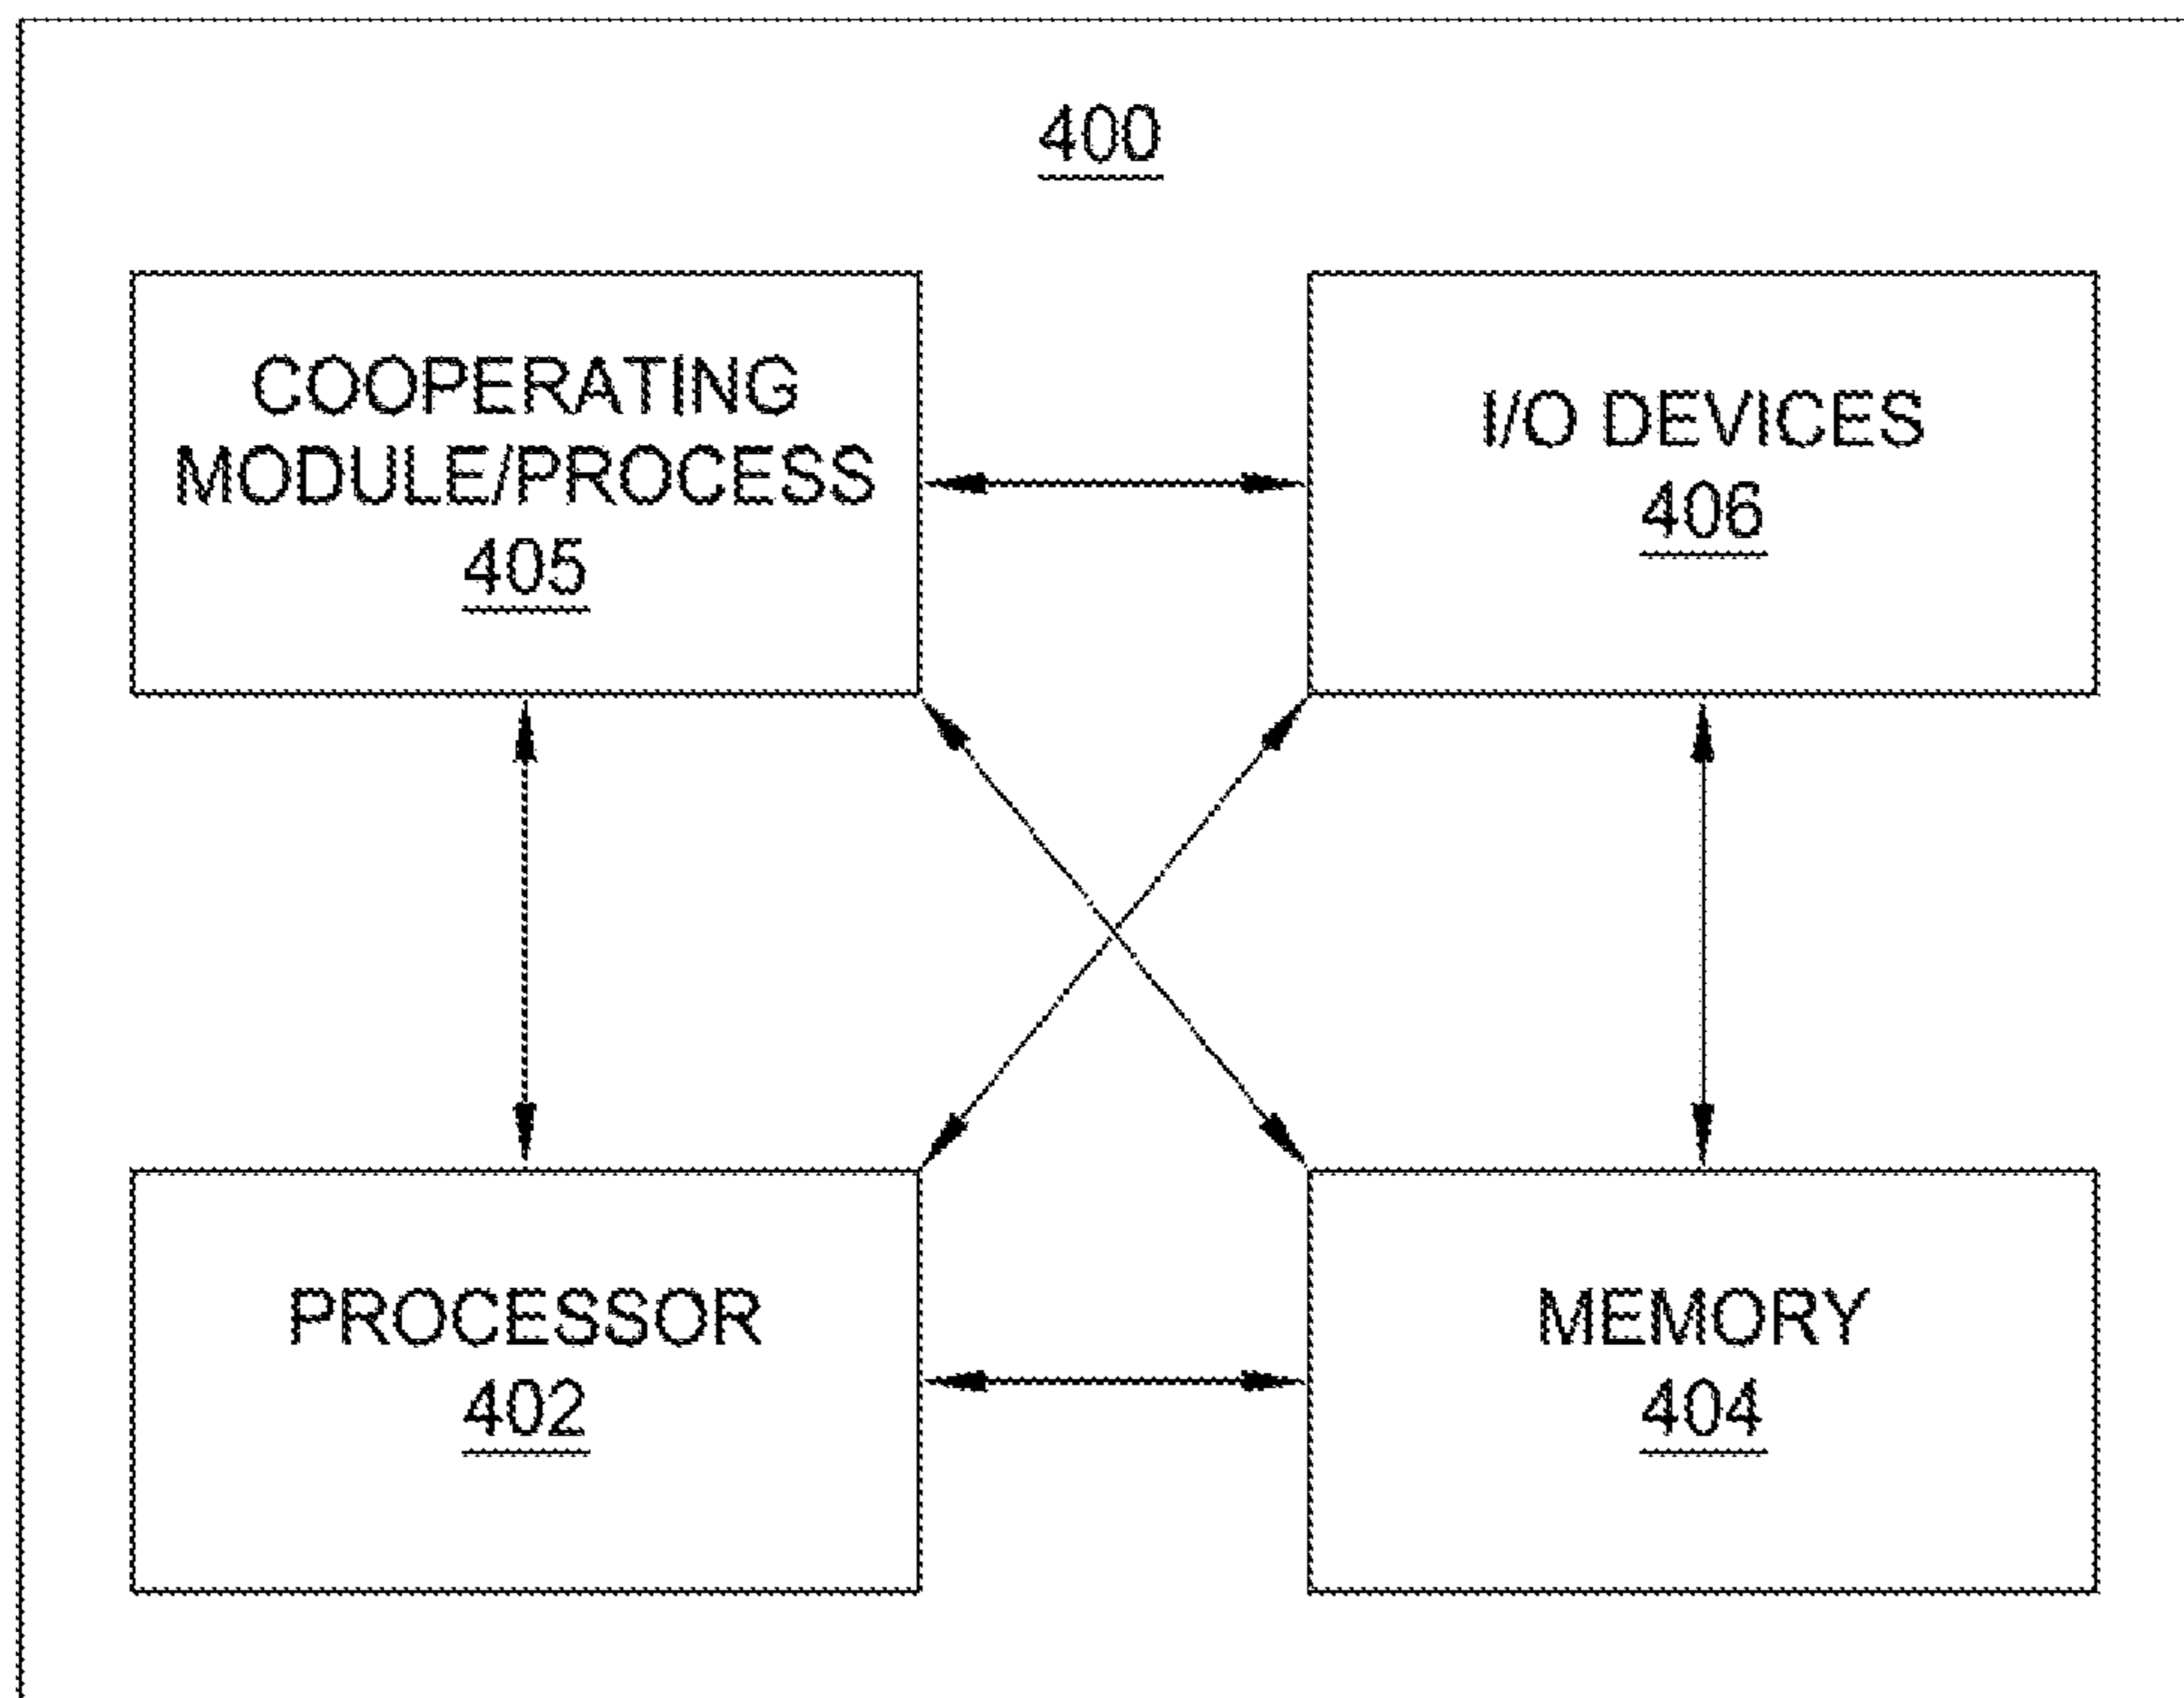 400
COOPERATING
MODULE/PROCESS
405
I/O DEVICES
406
PROCESSOR
402
MEMORY
404